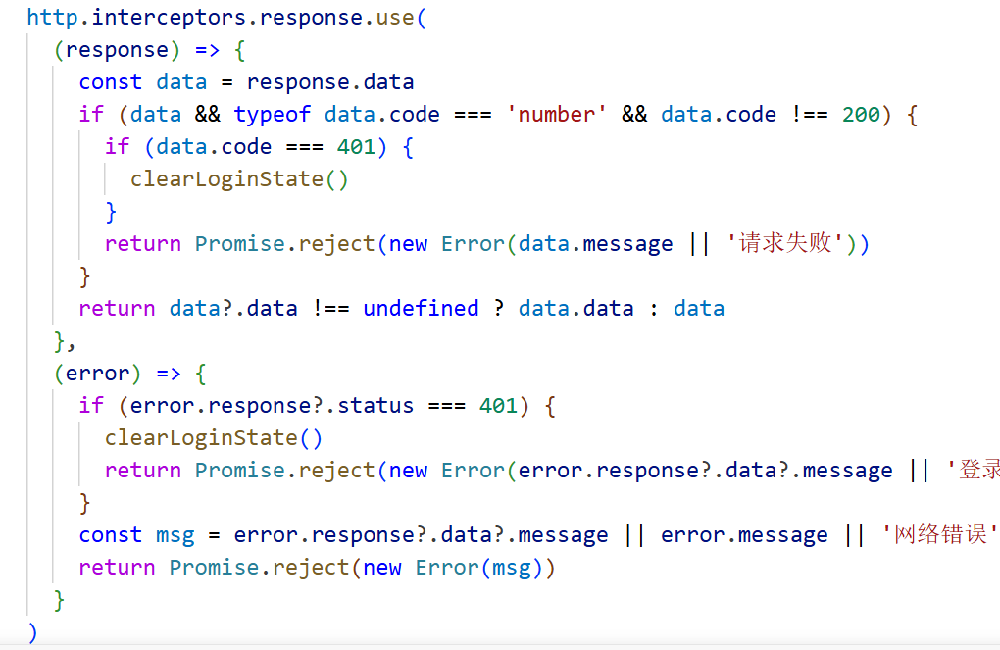 http.interceptors.response.use(
(response) => {
const data = response.data
if (data && typeof data.code === 'number' && data.code !== 200) {
if (data.code === 401) {
clearLoginState()
}
return Promise.reject(new Error(data.message || '请求失败'))
}
return data?.data !== undefined ? data.data : data
},
(error) => {
if (error.response?.status === 401) {
clearLoginState()
return Promise.reject(new Error(error.response?.data?.message || '登录
}
const msg = error.response?.data?.message || error.message || '网络错误'
return Promise.reject(new Error(msg))
}
)